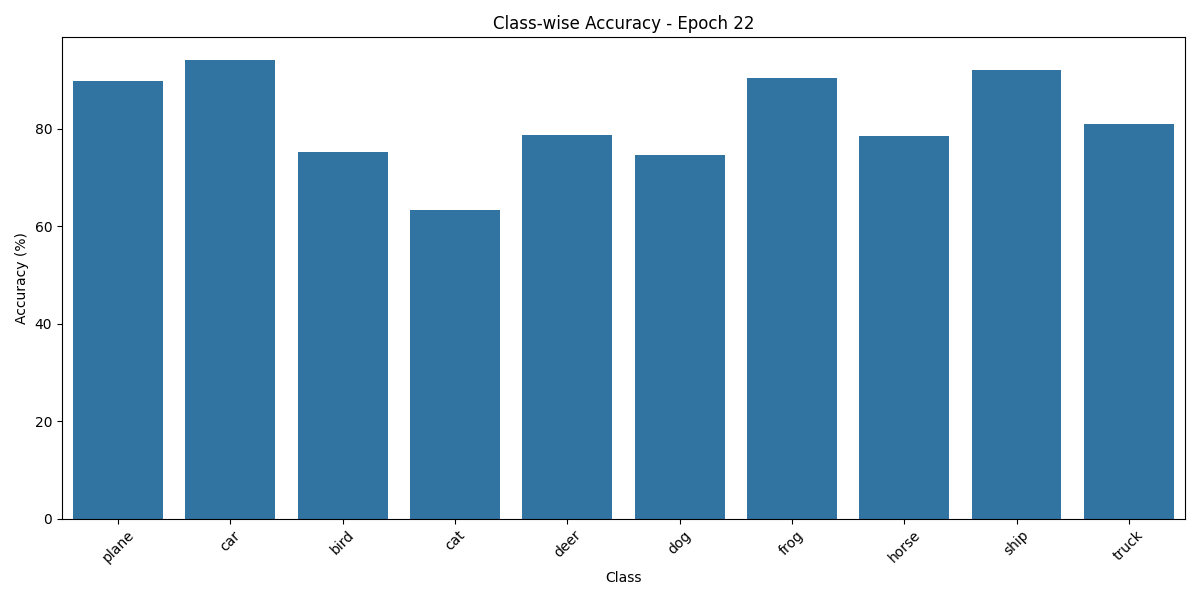 Class-wise Accuracy - Epoch 22
Accuracy (%)
80
60
40
20
0
plane
car
bird
cat
deer
dog
frog
horse
ship
truck
Class